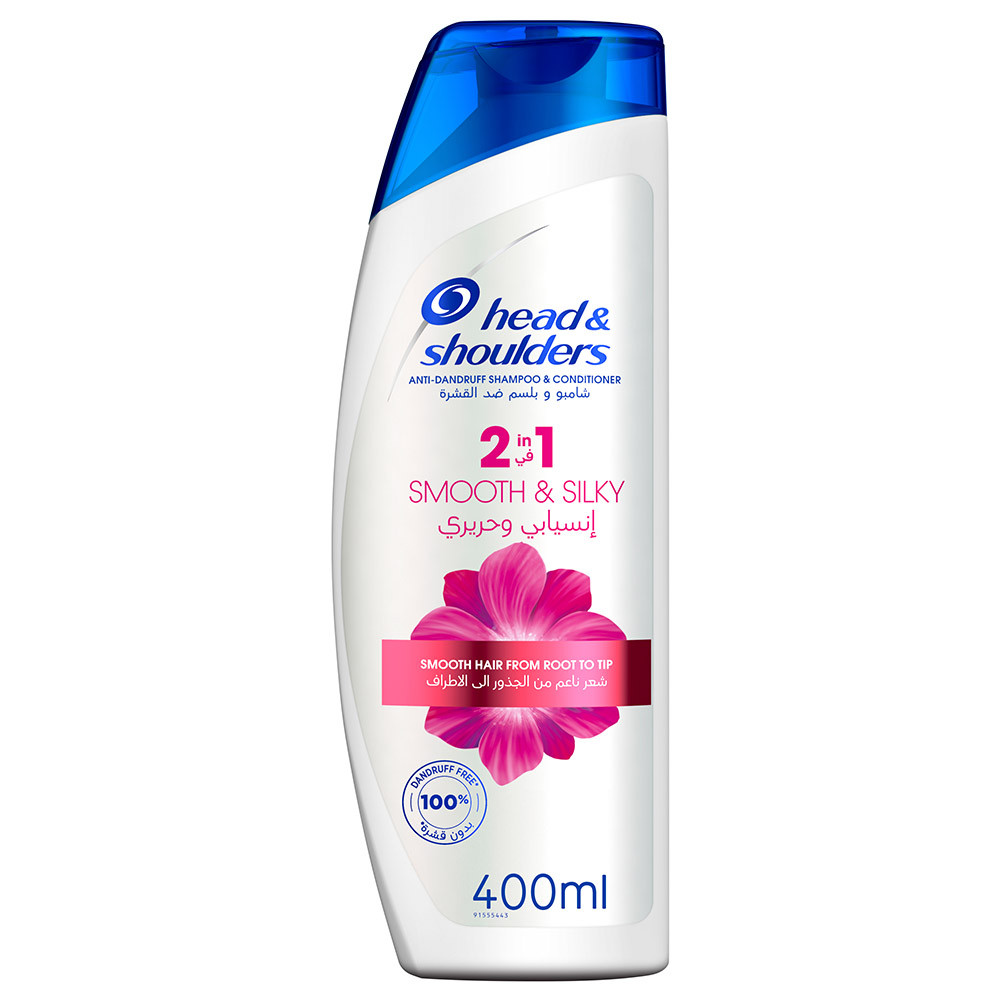 head &
shoulders
ANTI-DANDRUFF SHAMPOO & CONDITIONER
شامبو و بلسم ضد القشرة
2 in في 1
SMOOTH & SILKY
إنسيابي وحريري
SMOOTH HAIR FROM ROOT TO TIP
شعر ناعم من الجذور الى الاطراف
DANDRUFF FREE*
100%
بدون قشرة*
400ml
91555443